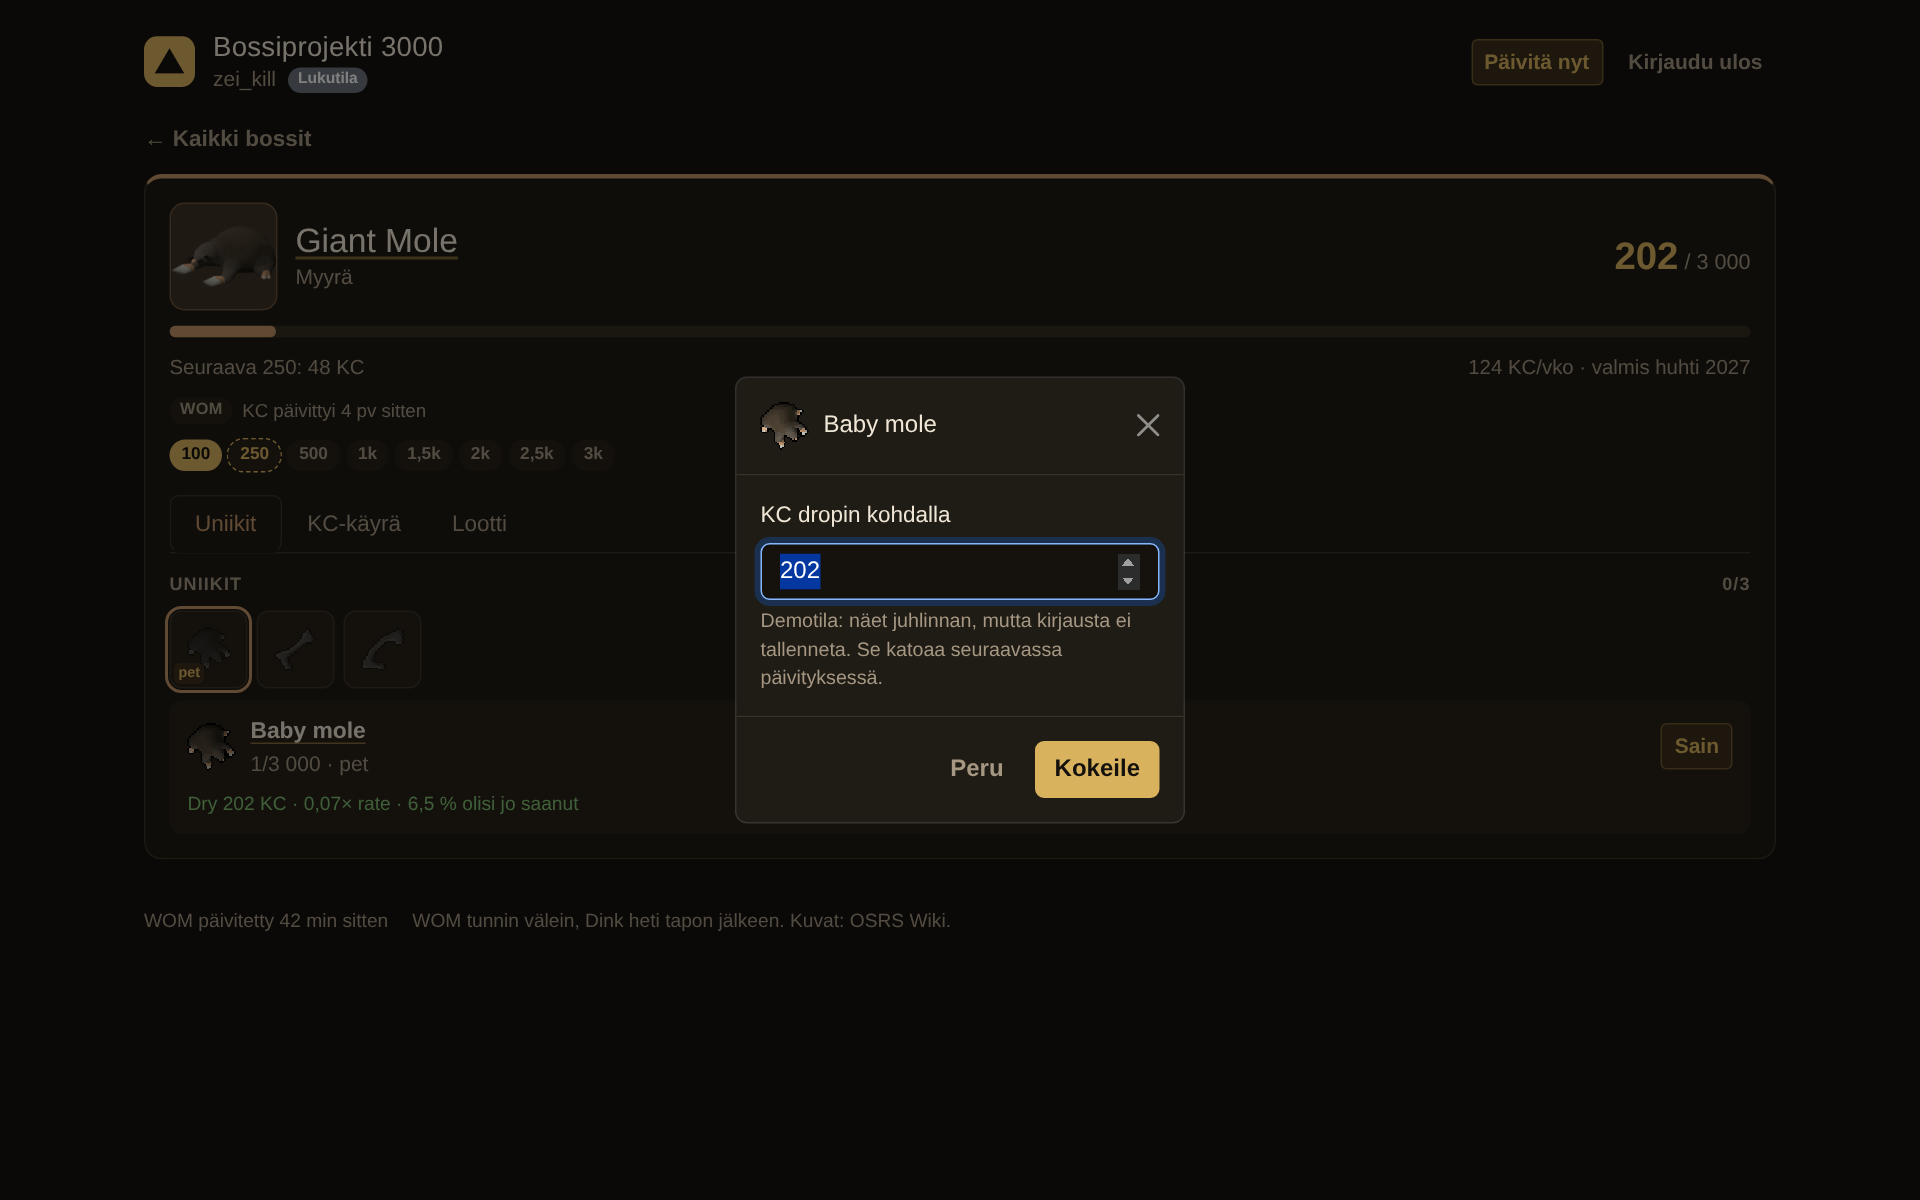 Bossiprojekti 3000
zei_kill Lukutila
Päivitä nyt Kirjaudu ulos
← Kaikki bossit
Giant Mole
Myyrä
202 / 3 000
Seuraava 250: 48 KC
124 KC/vko · valmis huhti 2027
WOM KC päivittyi 4 pv sitten
100 250 500 1k 1,5k 2k 2,5k 3k
Uniikit KC-käyrä Lootti
UNIIKIT 0/3
pet
Baby mole
1/3 000 · pet
Sain
Dry 202 KC · 0,07× rate · 6,5 % olisi jo saanut
Baby mole
KC dropin kohdalla
202
Demotila: näet juhlinnan, mutta kirjausta ei
tallenneta. Se katoaa seuraavassa
päivityksessä.
Peru Kokeile
WOM päivitetty 42 min sitten WOM tunnin välein, Dink heti tapon jälkeen. Kuvat: OSRS Wiki.